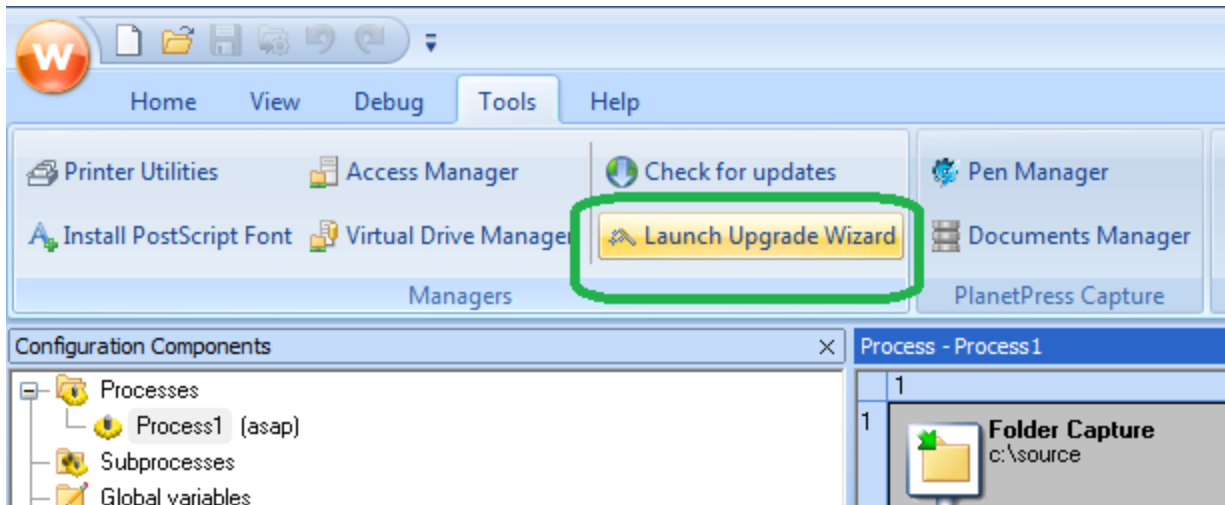 W
Home View Debug Tools Help
Printer Utilities Access Manager Check for updates Pen Manager
Install PostScript Font Virtual Drive Manager Launch Upgrade Wizard Documents Manager
Managers PlanetPress Capture
Configuration Components Process - Process1
Processes 1
Process1 (asap) 1 Folder Capture
c:\source
Subprocesses
Global variables